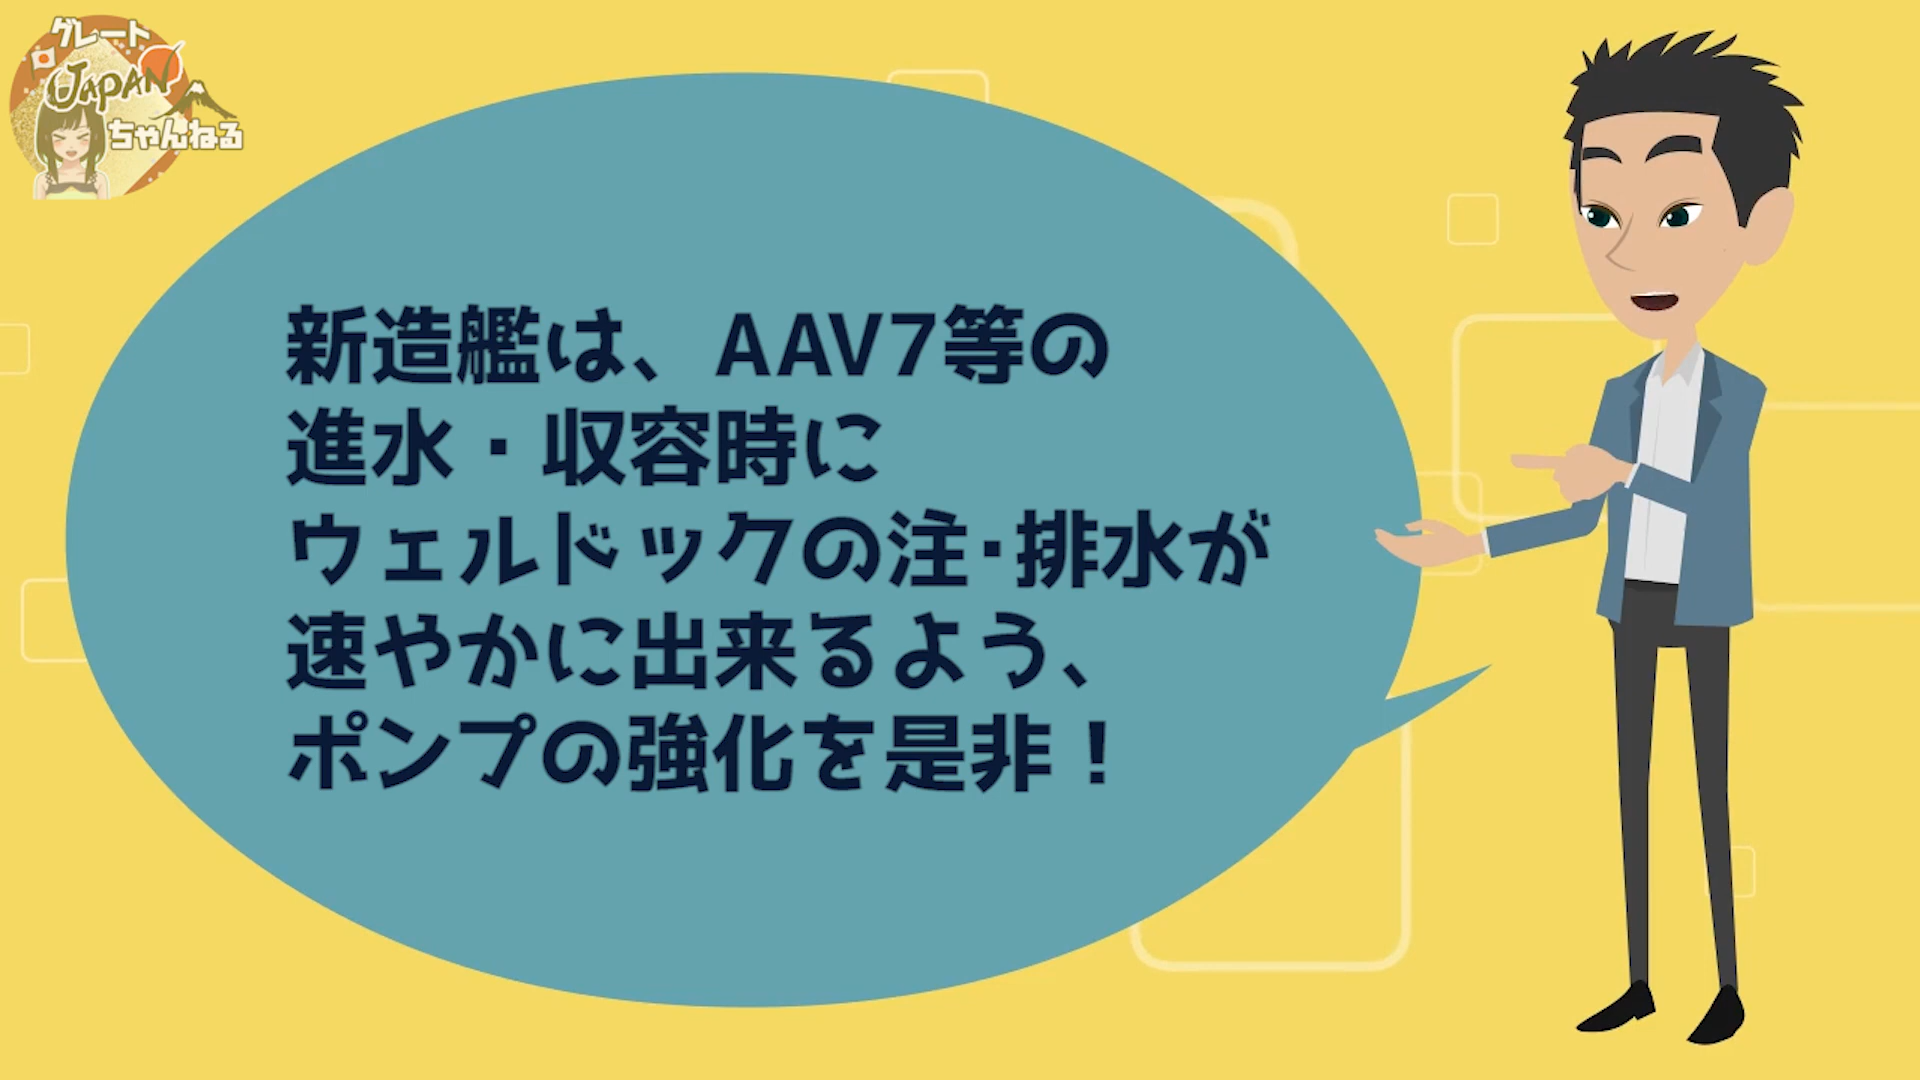 グレート
JAPAN
ちゃんねる
新造艦は、AAV7等の
進水・収容時に
ウェルドックの注･排水が
速やかに出来るよう、
ポンプの強化を是非！